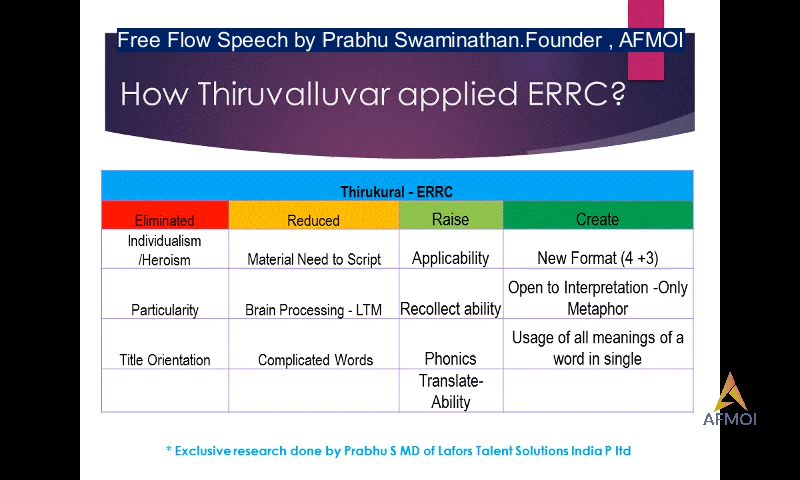 Free Flow Speech by Prabhu Swaminathan.Founder , AFMOI
How Thiruvalluvar applied ERRC?
Thirukural - ERRC
Eliminated Reduced Raise Create
Individualism
/Heroism Material Need to Script Applicability New Format (4 +3)
Open to Interpretation -Only
Particularity Brain Processing - LTM Recollect ability Metaphor
Usage of all meanings of a
Title Orientation Complicated Words Phonics word in single
Translate-
Ability
AFMOI
* Exclusive research done by Prabhu S MD of Lafors Talent Solutions India P ltd